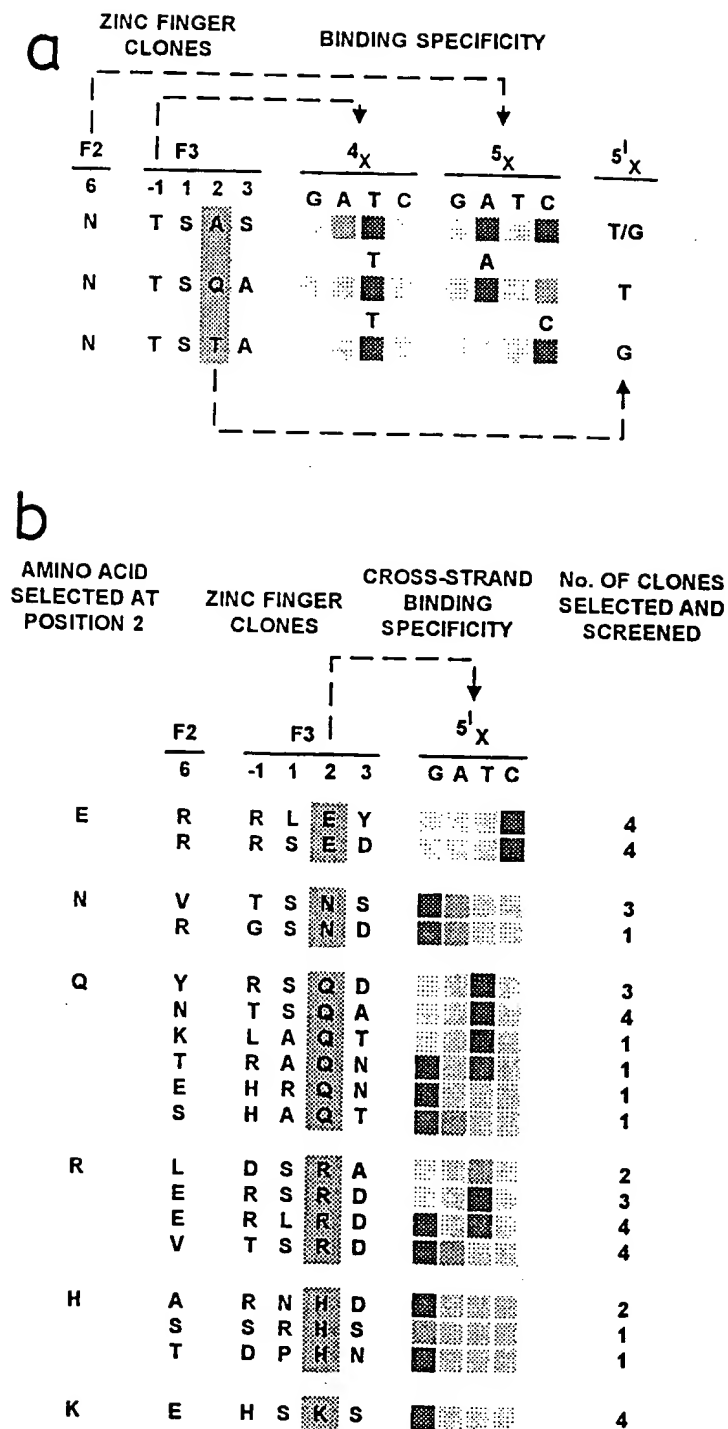 a
ZINC FINGER CLONES
BINDING SPECIFICITY
F2 F3 4X 5X 5'X
6 -1 1 2 3 G A T C G A T C
N T S A S T/G
T A
N T S Q A T
T C
N T S T A G
b
AMINO ACID SELECTED AT POSITION 2
ZINC FINGER CLONES
CROSS-STRAND BINDING SPECIFICITY
No. OF CLONES SELECTED AND SCREENED
F2 F3 5'X
6 -1 1 2 3 G A T C
E R R L E Y 4
R R S E D 4
N V T S N S 3
R G S N D 1
Q Y R S Q D 3
N T S Q A 4
K L A Q T 1
T R A Q N 1
E H R Q N 1
S H A Q T 1
R L D S R A 2
E R S R D 3
E R L R D 4
V T S R D 4
H A R N H D 2
S S R H S 1
T D P H N 1
K E H S K S 4